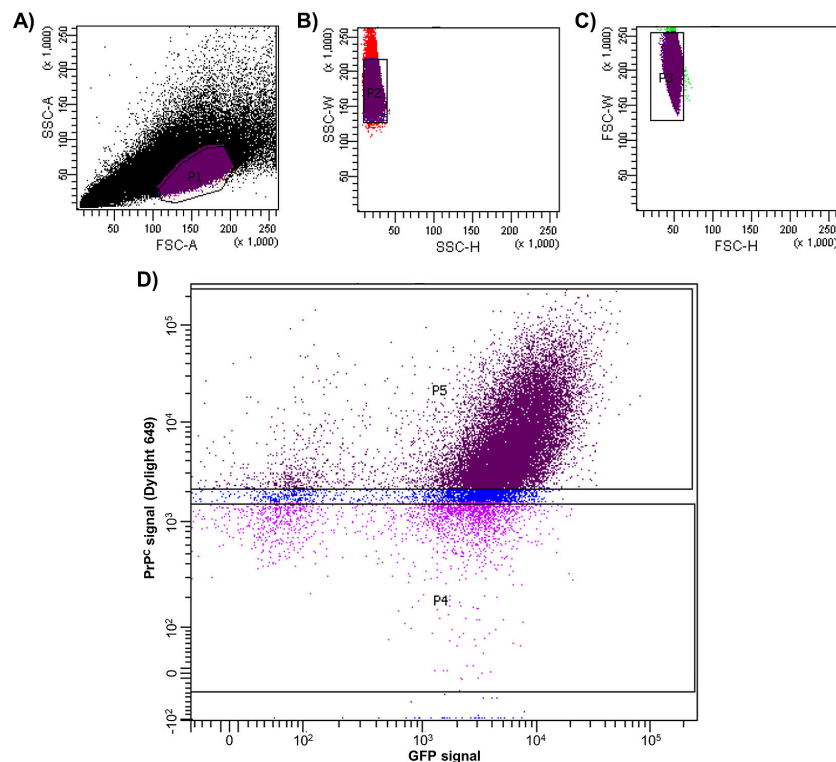 A)
B)
C)
SSC-A
(x 1,000)
50 100 150 200 250
P1
50 100 150 200 250
FSC-A
(x 1,000)
SSC-W
(x 1,000)
50 100 150 200 250
P2
50 100 150 200 250
SSC-H
(x 1,000)
FSC-W
(x 1,000)
50 100 150 200 250
P3
50 100 150 200 250
FSC-H
(x 1,000)
D)
PrPᶜ signal (Dylight 649)
10⁵
10⁴
10³
10²
0
-10²
P5
P4
0 10² 10³ 10⁴ 10⁵
GFP signal